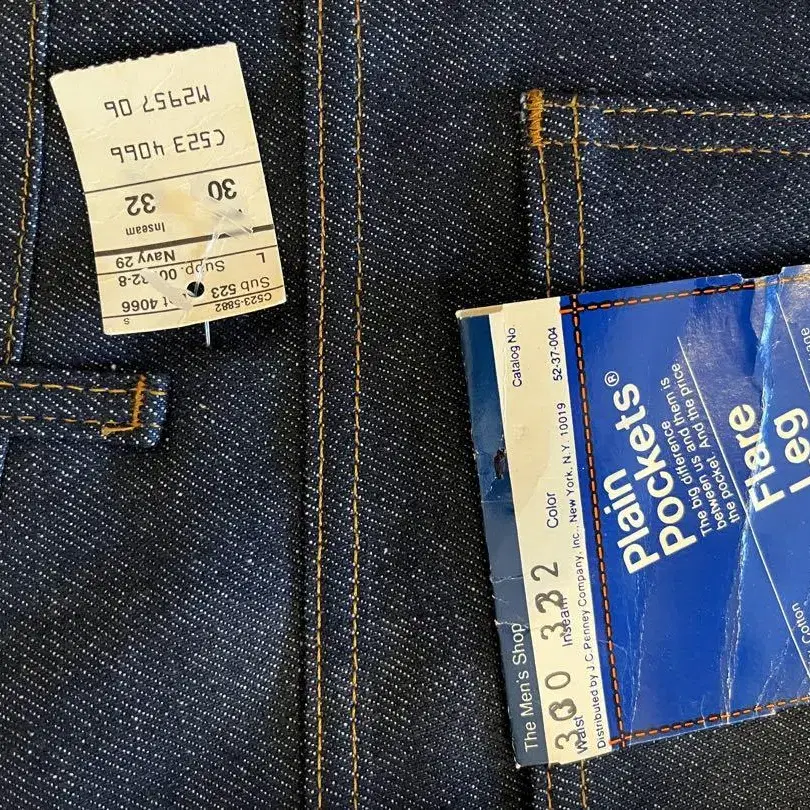 C523-5882 S
Sub 523 4066
Supp.
L Navy 29
Inseam
30 32
C523 4066
M2957 06
The Men's Shop
Catalog No.
Waist Inseam Color 52-37-004
Distributed by J.C. Penney Company, Inc., New York, N.Y. 10019
Plain
Pockets®
The big difference
between us and them is
the pocket. And the price
Flare
Leg
Cotton